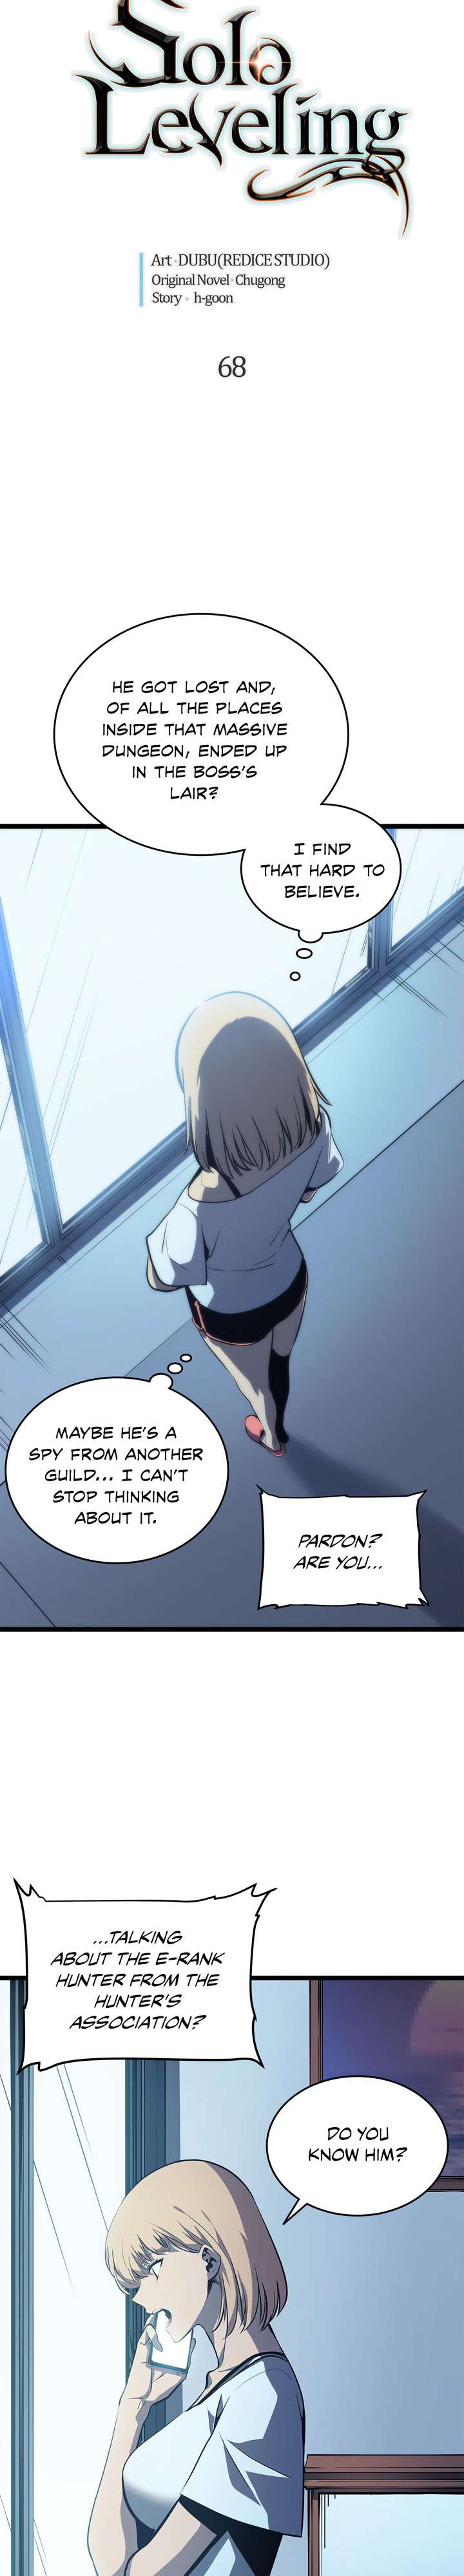 Solo
Leveling
Art · DUBU(REDICE STUDIO)
Original Novel · Chugong
Story · h-goon
68
HE GOT LOST AND,
OF ALL THE PLACES
INSIDE THAT MASSIVE
DUNGEON, ENDED UP
IN THE BOSS'S
LAIR?
I FIND
THAT HARD TO
BELIEVE.
MAYBE HE'S A
SPY FROM ANOTHER
GUILD... I CAN'T
STOP THINKING
ABOUT IT.
PARDON?
ARE YOU...
...TALKING
ABOUT THE E-RANK
HUNTER FROM THE
HUNTER'S
ASSOCIATION?
DO YOU
KNOW HIM?